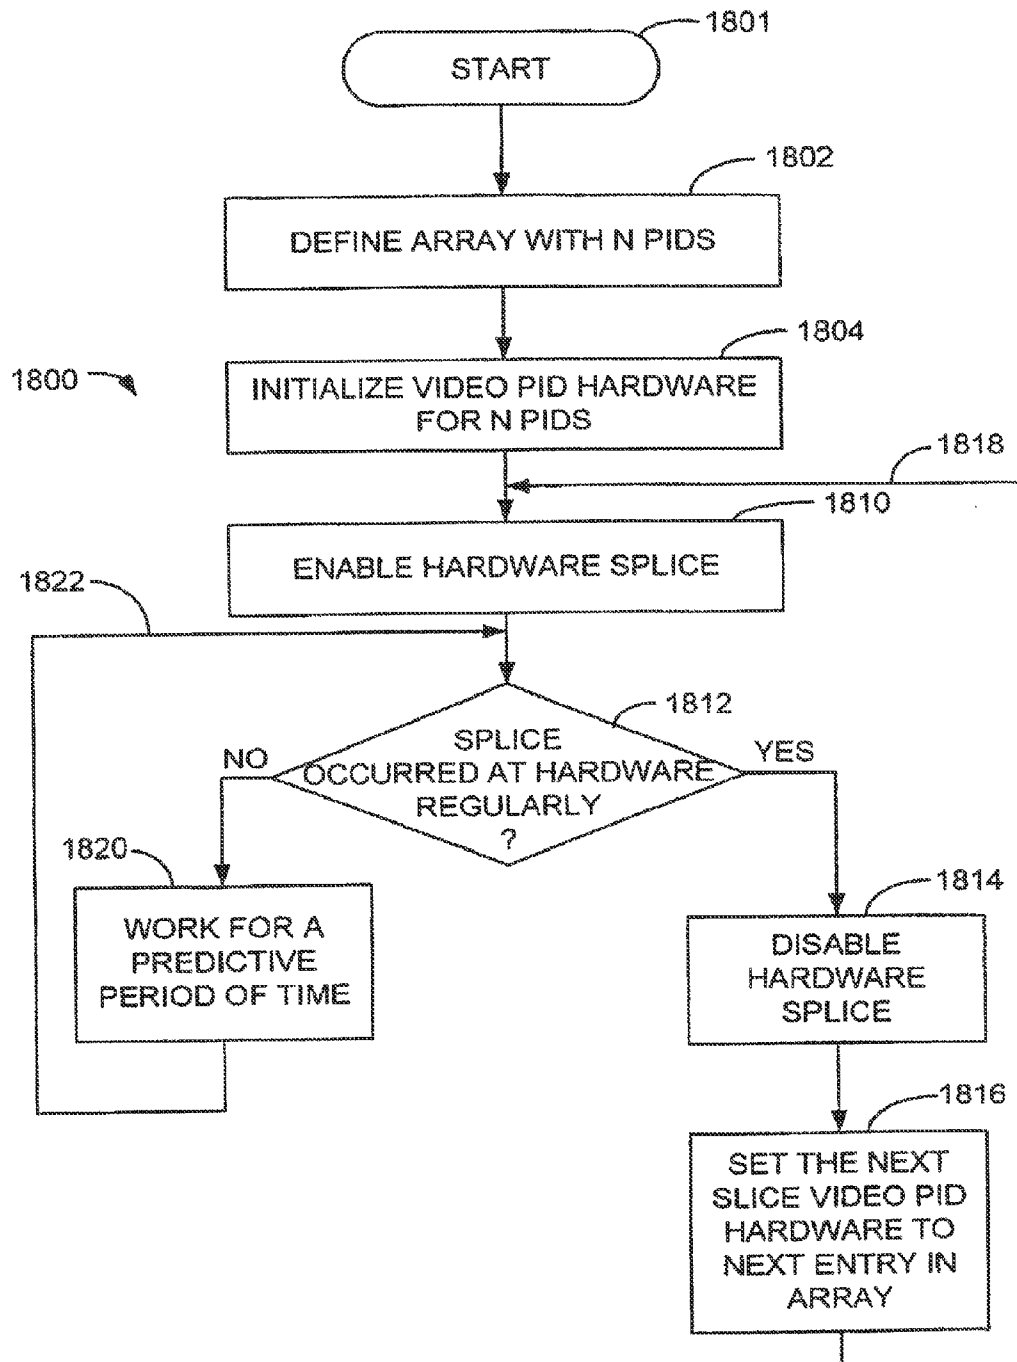 1801
START
1802
DEFINE ARRAY WITH N PIDS
1804
1800
INITIALIZE VIDEO PID HARDWARE
FOR N PIDS
1818
1810
ENABLE HARDWARE SPLICE
1822
1812
SPLICE
OCCURRED AT HARDWARE
REGULARLY
?
NO
YES
1820
WORK FOR A
PREDICTIVE
PERIOD OF TIME
1814
DISABLE
HARDWARE
SPLICE
1816
SET THE NEXT
SLICE VIDEO PID
HARDWARE TO
NEXT ENTRY IN
ARRAY